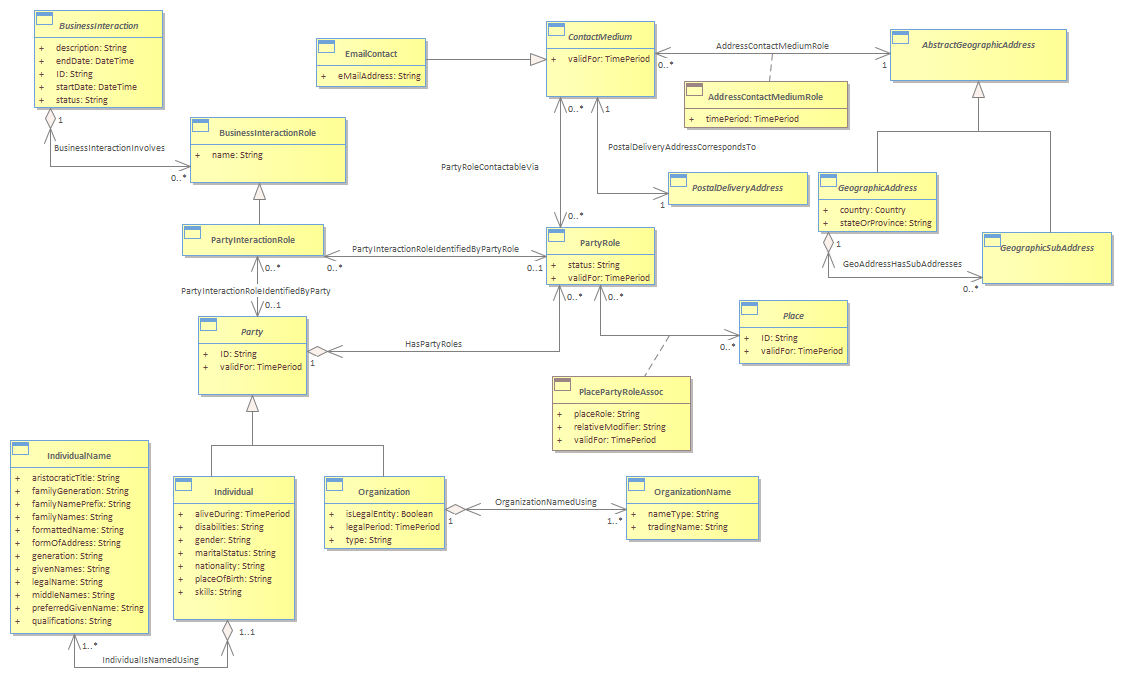 BusinessInteraction
+ description: String
+ endDate: DateTime
+ ID: String
+ startDate: DateTime
+ status: String
1
BusinessInteractionInvolves
0..*
BusinessInteractionRole
+ name: String
EmailContact
+ eMailAddress: String
ContactMedium
+ validFor: TimePeriod
AddressContactMediumRole
0..*
1
AbstractGeographicAddress
AddressContactMediumRole
+ timePeriod: TimePeriod
0..*
1
PostalDeliveryAddressCorrespondsTo
PartyRoleContactableVia
PostalDeliveryAddress
1
0..*
GeographicAddress
+ country: Country
+ stateOrProvince: String
1
GeoAddressHasSubAddresses
0..*
GeographicSubAddress
PartyInteractionRole
PartyInteractionRoleIdentifiedByPartyRole
0..*
0..1
0..*
PartyInteractionRoleIdentifiedByParty
0..1
PartyRole
+ status: String
+ validFor: TimePeriod
0..*
0..*
Party
+ ID: String
+ validFor: TimePeriod
HasPartyRoles
1
Place
+ ID: String
+ validFor: TimePeriod
0..*
PlacePartyRoleAssoc
+ placeRole: String
+ relativeModifier: String
+ validFor: TimePeriod
IndividualName
+ aristocraticTitle: String
+ familyGeneration: String
+ familyNamePrefix: String
+ familyNames: String
+ formattedName: String
+ formOfAddress: String
+ generation: String
+ givenNames: String
+ legalName: String
+ middleNames: String
+ preferredGivenName: String
+ qualifications: String
Individual
+ aliveDuring: TimePeriod
+ disabilities: String
+ gender: String
+ maritalStatus: String
+ nationality: String
+ placeOfBirth: String
+ skills: String
Organization
+ isLegalEntity: Boolean
+ legalPeriod: TimePeriod
+ type: String
OrganizationNamedUsing
1
1..*
OrganizationName
+ nameType: String
+ tradingName: String
1..1
1..*
IndividualIsNamedUsing